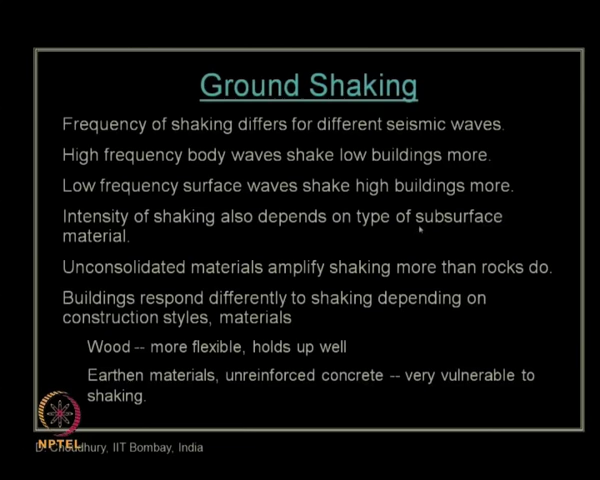 Ground Shaking
Frequency of shaking differs for different seismic waves.
High frequency body waves shake low buildings more.
Low frequency surface waves shake high buildings more.
Intensity of shaking also depends on type of subsurface
material.
Unconsolidated materials amplify shaking more than rocks do.
Buildings respond differently to shaking depending on
construction styles, materials
Wood -- more flexible, holds up well
Earthen materials, unreinforced concrete -- very vulnerable to
shaking.
NPTEL
D. Choudhury, IIT Bombay, India